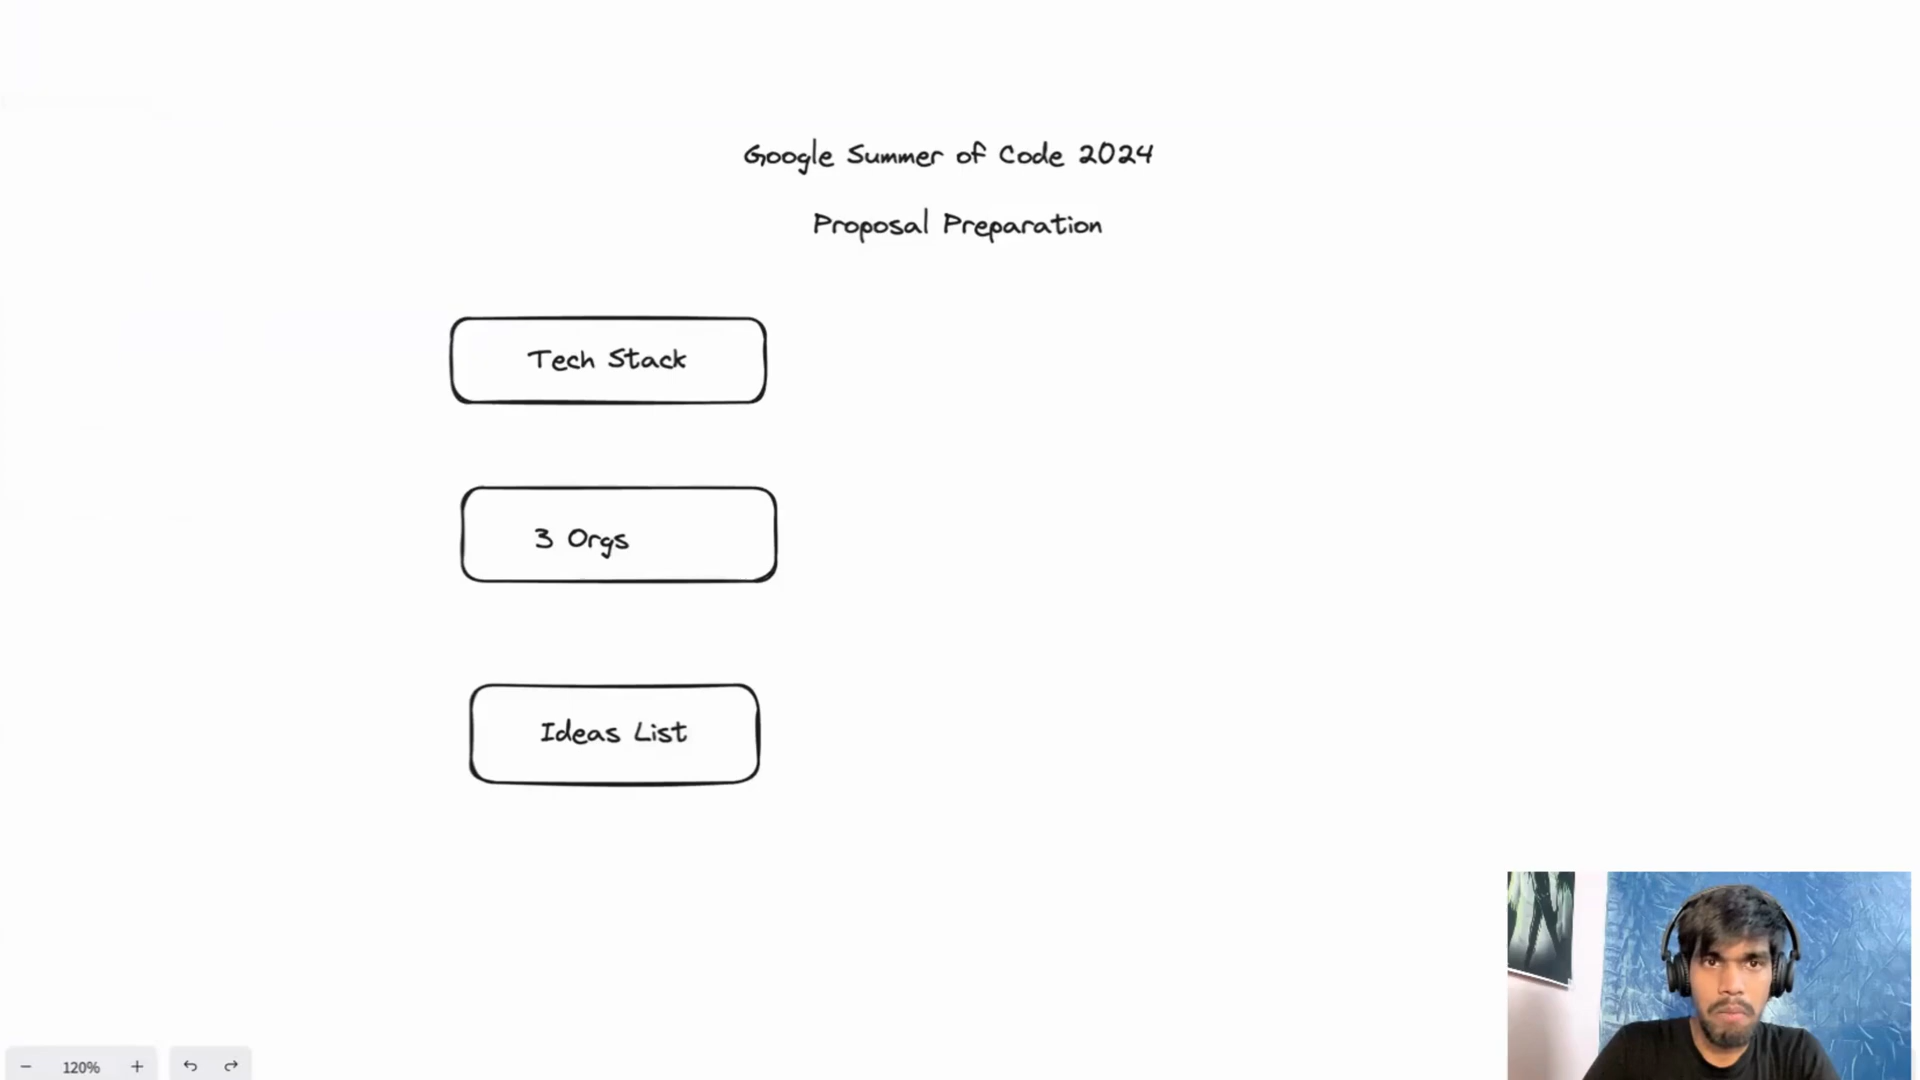 Google Summer of Code 2024
Proposal Preparation
Tech Stack
3 Orgs
Ideas List
120%